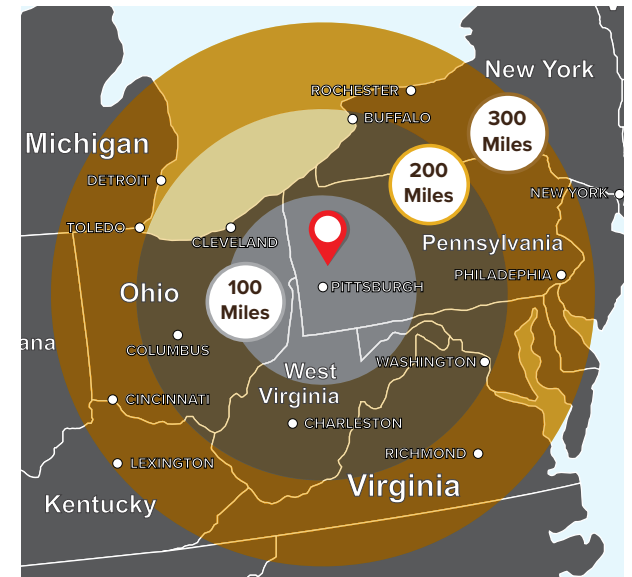 New York
ROCHESTER
300
Miles
BUFFALO
Michigan
200
Miles
DETROIT
NEW YORK
TOLEDO
CLEVELAND
Pennsylvania
PHILADEPHIA
100
Miles
PITTSBURGH
Ohio
ana
COLUMBUS
WASHINGTON
West
Virginia
CINCINNATI
CHARLESTON
RICHMOND
LEXINGTON
Virginia
Kentucky